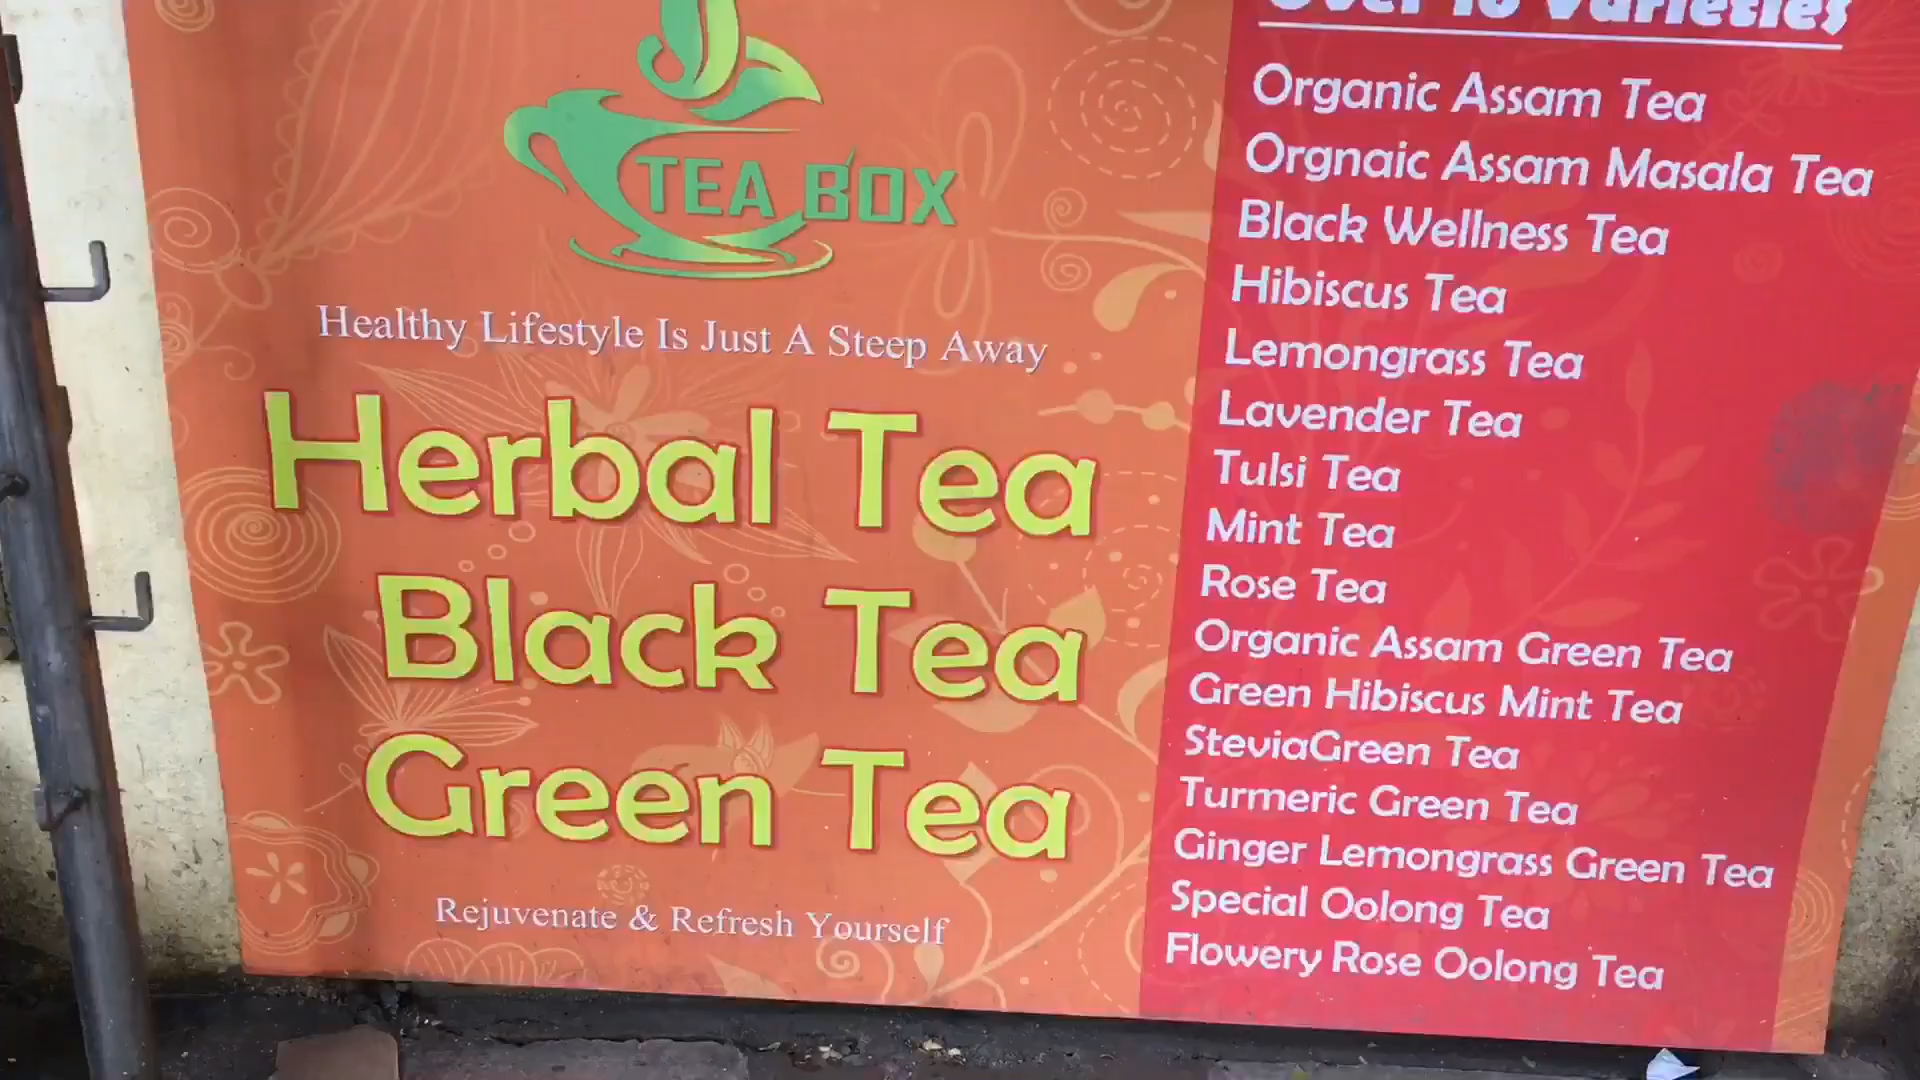 TEA BOX
Healthy Lifestyle Is Just A Steep Away
Herbal Tea
Black Tea
Green Tea
Rejuvenate & Refresh Yourself
Over 16 Varieties
Organic Assam Tea
Orgnaic Assam Masala Tea
Black Wellness Tea
Hibiscus Tea
Lemongrass Tea
Lavender Tea
Tulsi Tea
Mint Tea
Rose Tea
Organic Assam Green Tea
Green Hibiscus Mint Tea
SteviaGreen Tea
Turmeric Green Tea
Ginger Lemongrass Green Tea
Special Oolong Tea
Flowery Rose Oolong Tea